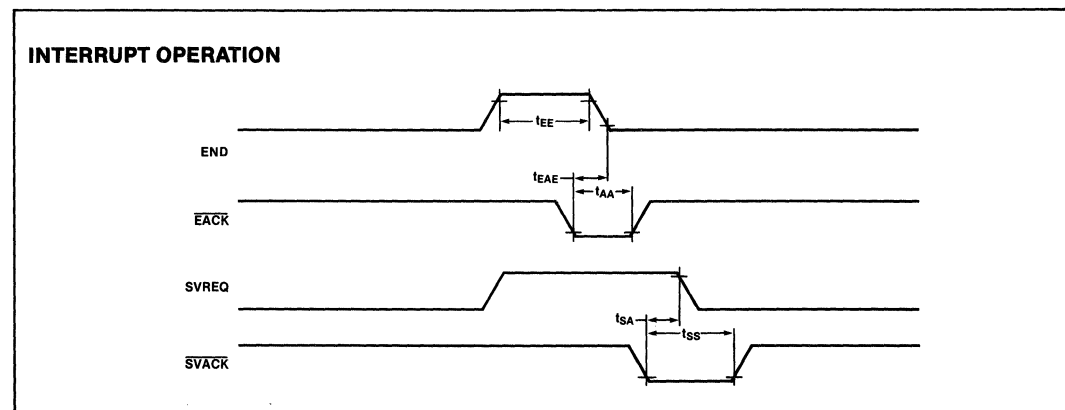 INTERRUPT OPERATION
tEE
END
tEAE
tAA
EACK
SVREQ
tSA
tSS
SVACK